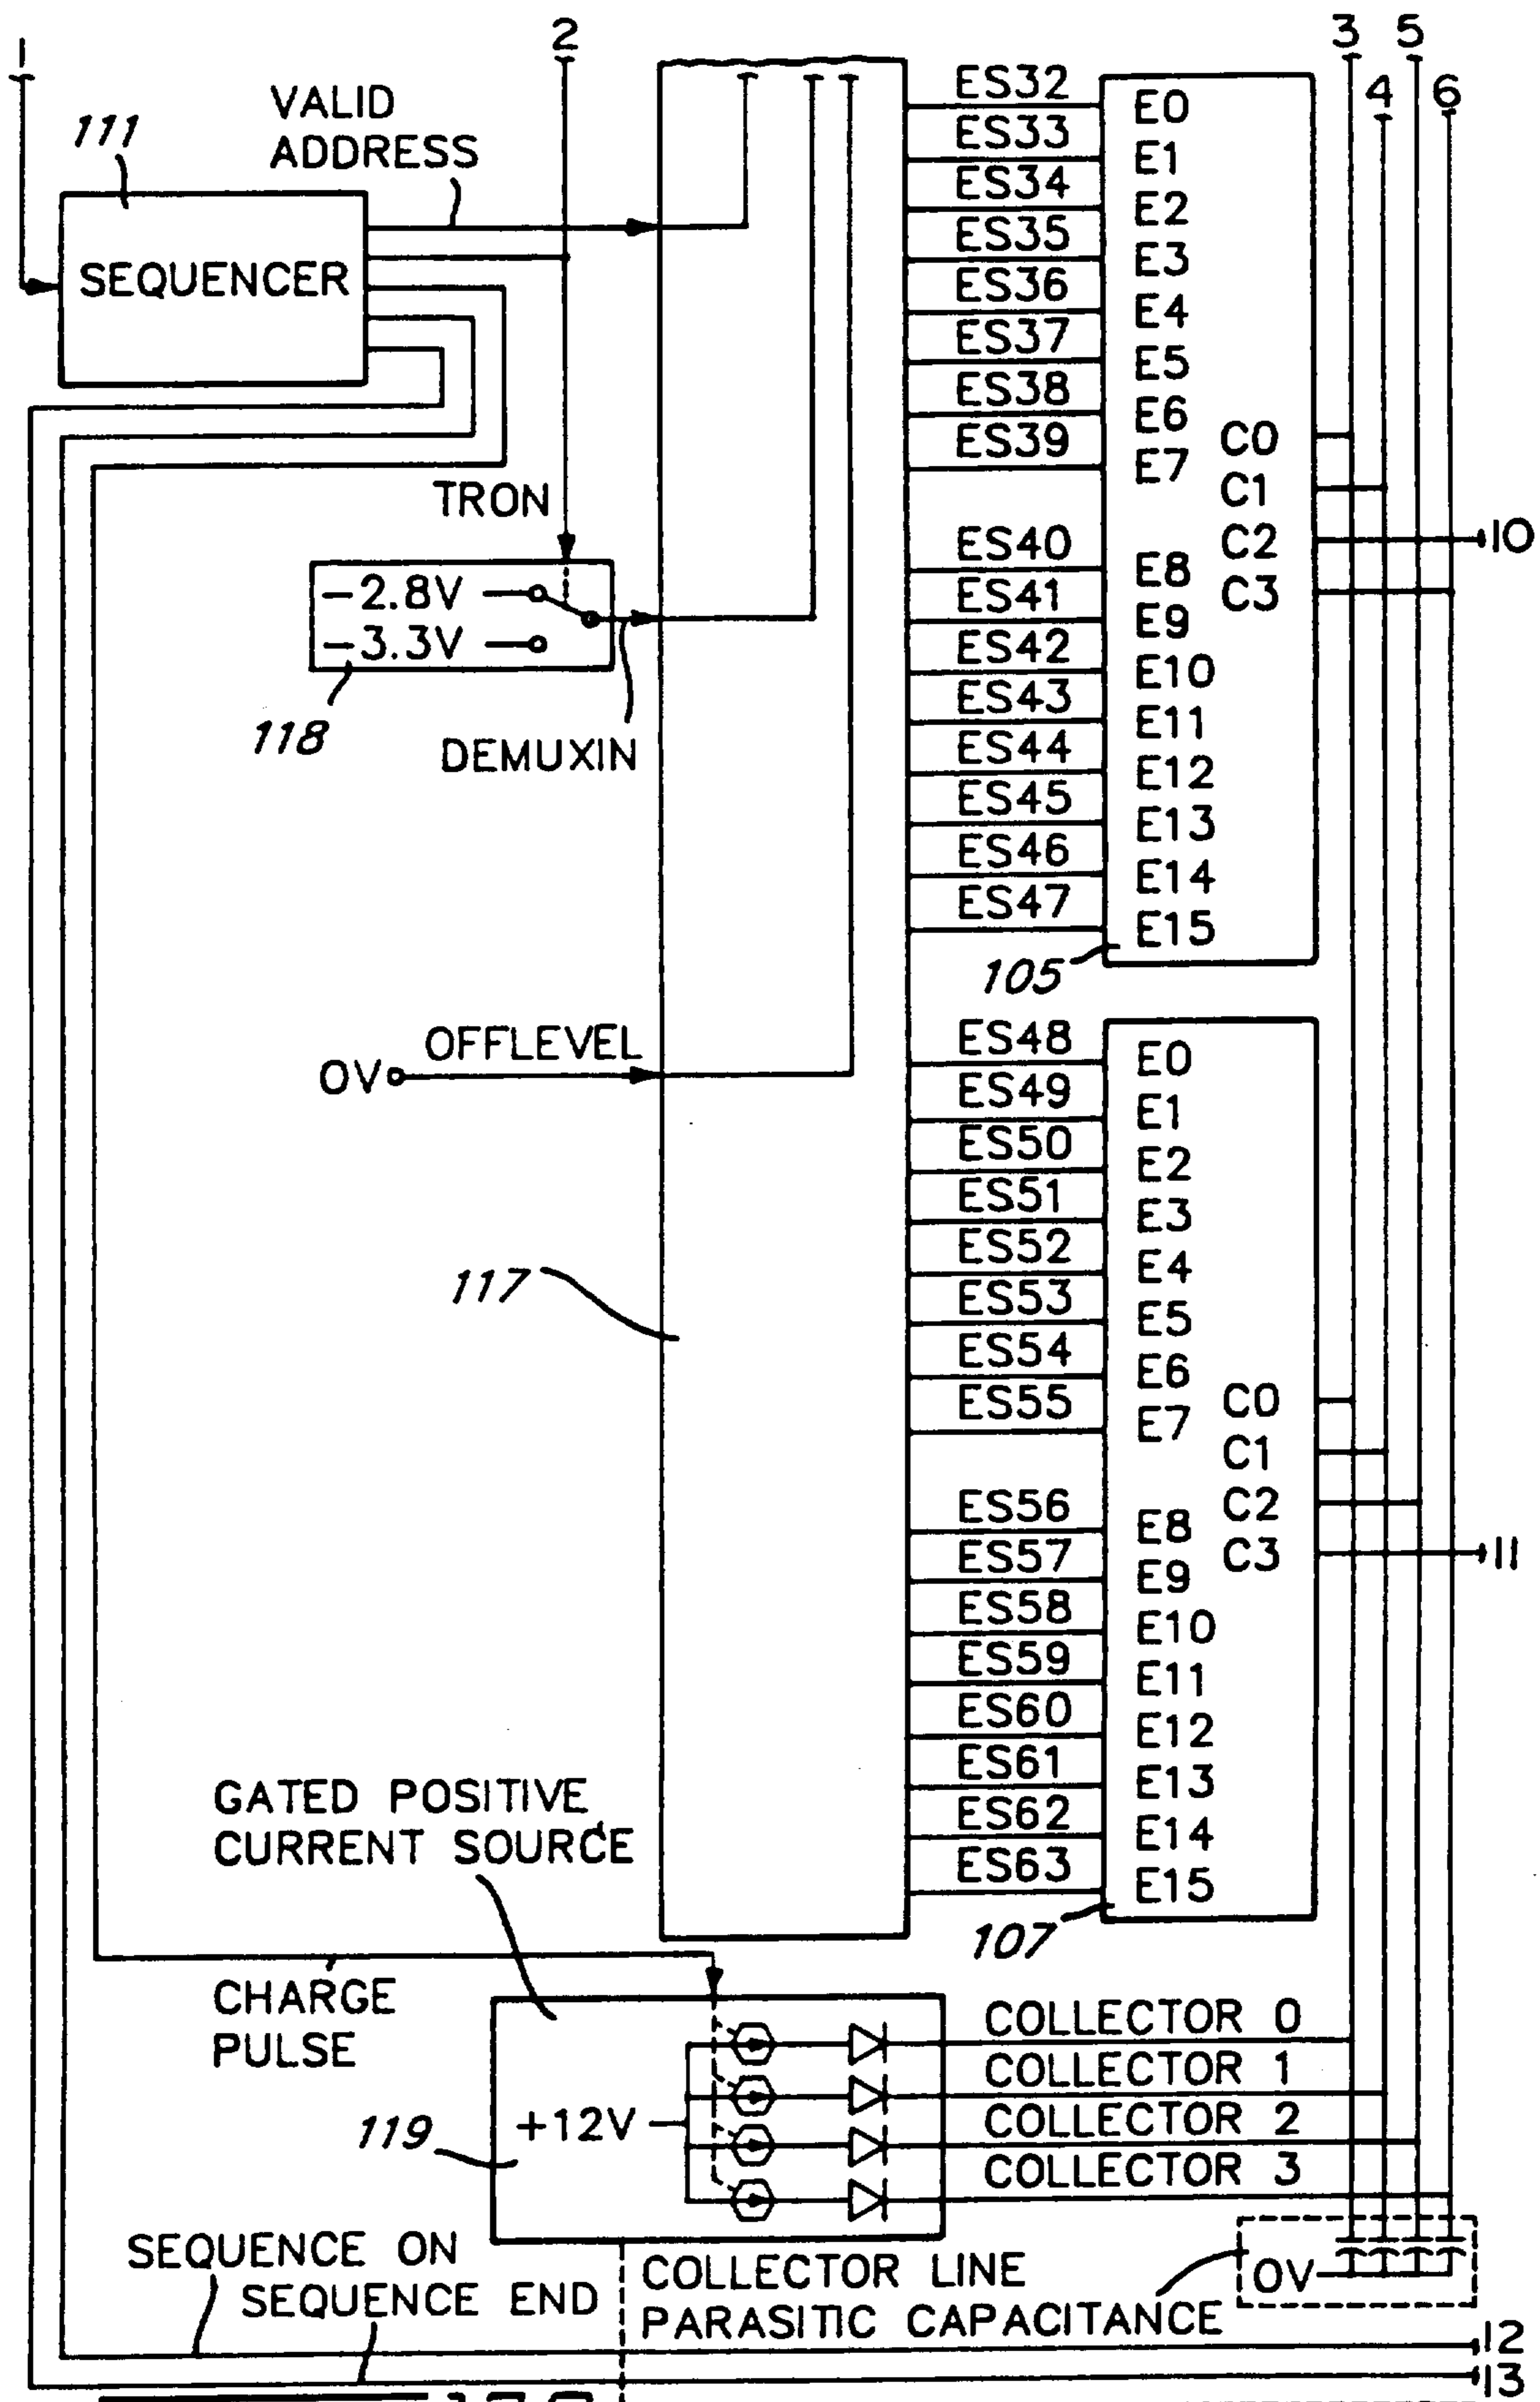 1
2
3 5
4 6
111
VALID
ADDRESS
SEQUENCER
TRON
-2.8V
-3.3V
118
DEMUXIN
0V
OFFLEVEL
117
ES32
ES33
ES34
ES35
ES36
ES37
ES38
ES39
ES40
ES41
ES42
ES43
ES44
ES45
ES46
ES47
E0
E1
E2
E3
E4
E5
E6
E7
E8
E9
E10
E11
E12
E13
E14
E15
C0
C1
C2
C3
10
105
ES48
ES49
ES50
ES51
ES52
ES53
ES54
ES55
ES56
ES57
ES58
ES59
ES60
ES61
ES62
ES63
E0
E1
E2
E3
E4
E5
E6
E7
E8
E9
E10
E11
E12
E13
E14
E15
C0
C1
C2
C3
11
107
GATED POSITIVE
CURRENT SOURCE
CHARGE
PULSE
119
+12V
COLLECTOR 0
COLLECTOR 1
COLLECTOR 2
COLLECTOR 3
SEQUENCE ON
SEQUENCE END
COLLECTOR LINE
PARASITIC CAPACITANCE
0V
12
13